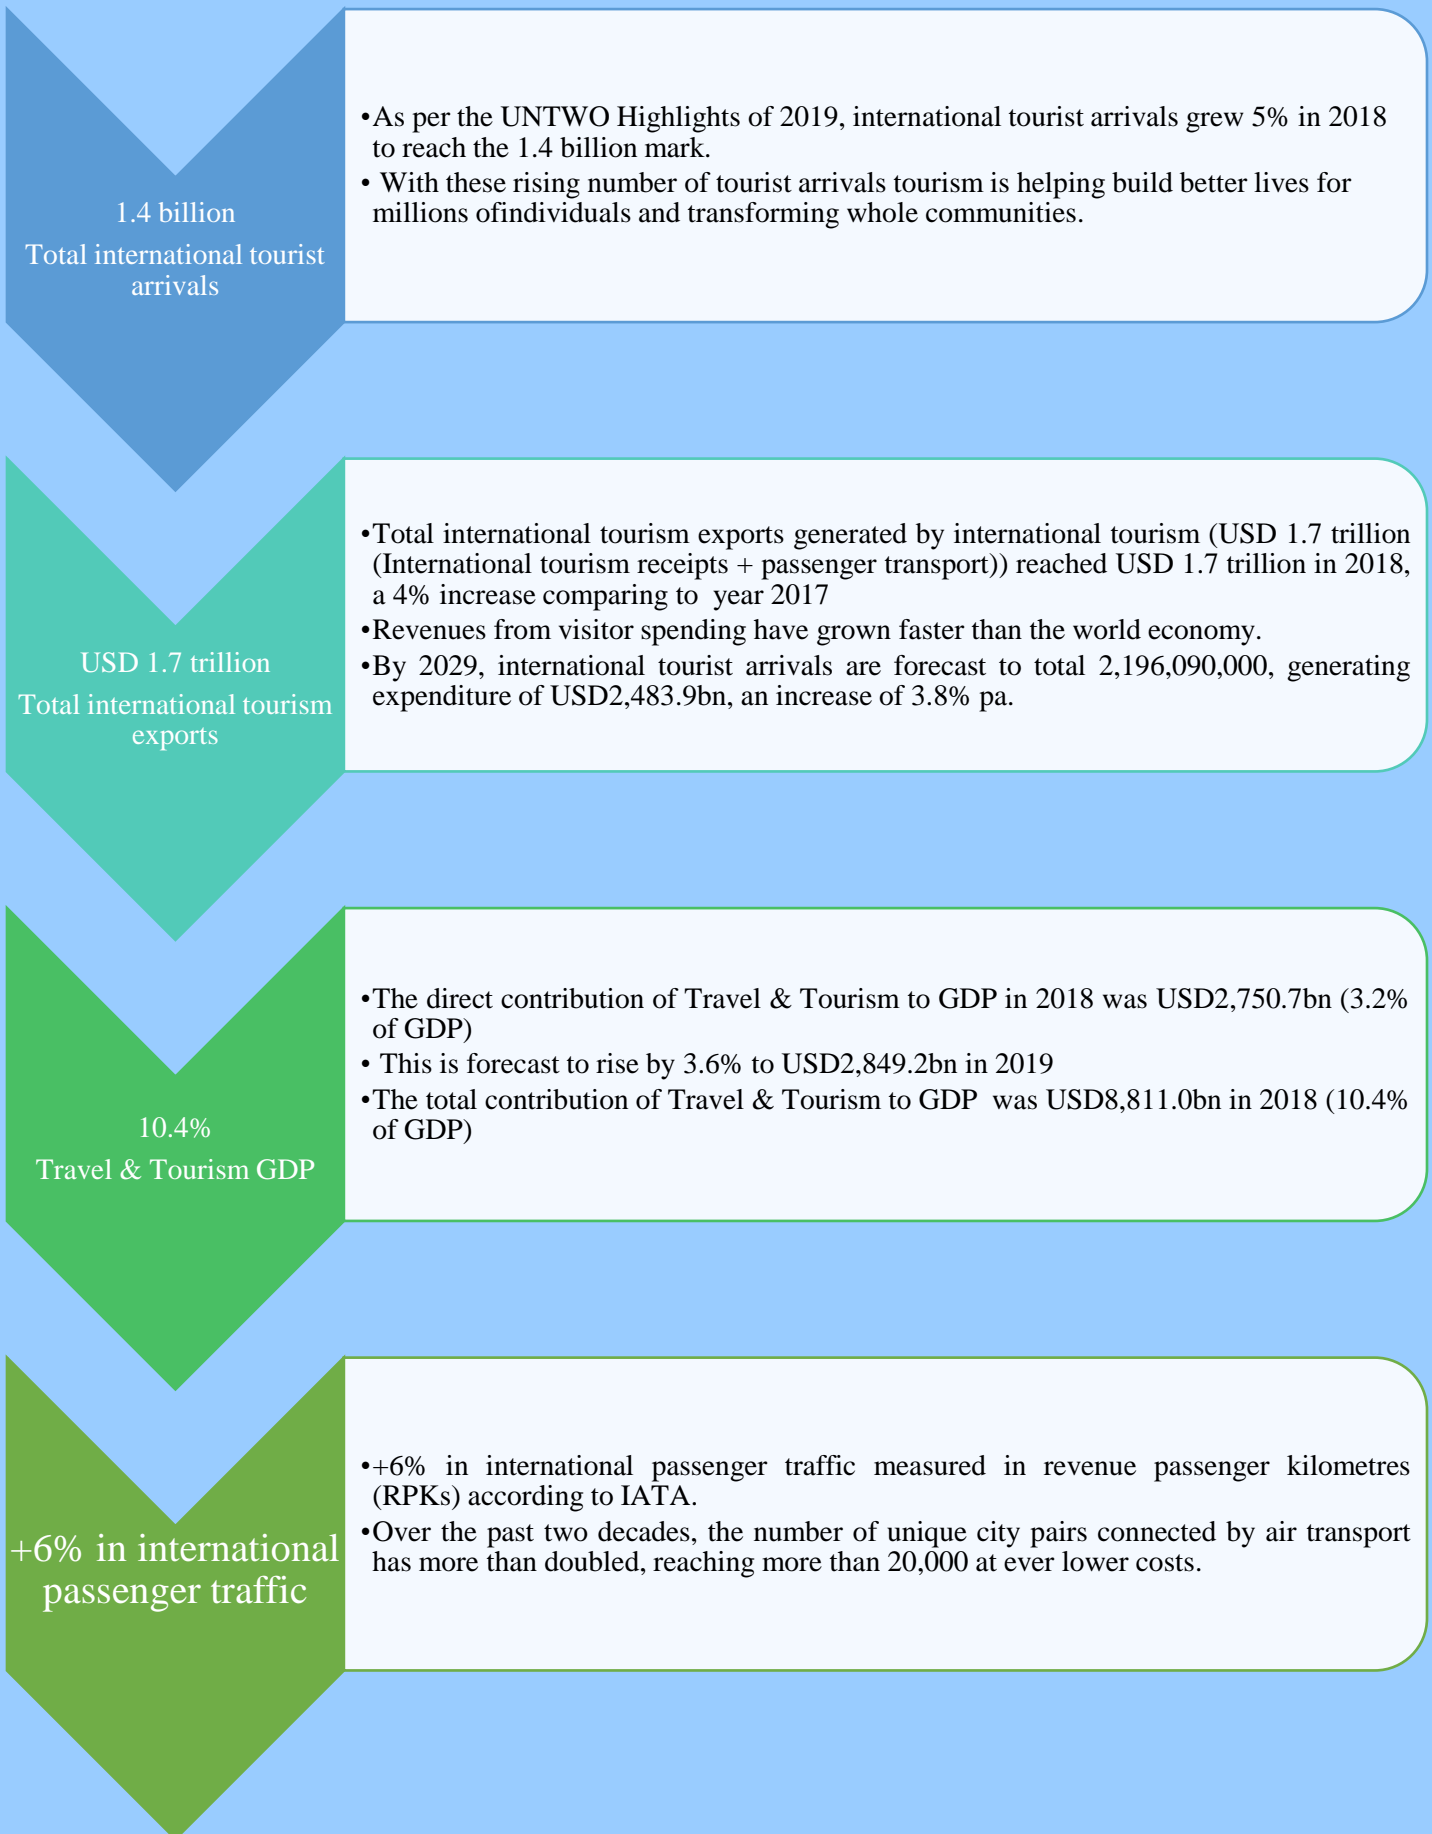 1.4 billion
Total international tourist
arrivals
•As per the UNTWO Highlights of 2019, international tourist arrivals grew 5% in 2018
to reach the 1.4 billion mark.
• With these rising number of tourist arrivals tourism is helping build better lives for
millions ofindividuals and transforming whole communities.
USD 1.7 trillion
Total international tourism
exports
•Total international tourism exports generated by international tourism (USD 1.7 trillion
(International tourism receipts + passenger transport)) reached USD 1.7 trillion in 2018,
a 4% increase comparing to year 2017
•Revenues from visitor spending have grown faster than the world economy.
•By 2029, international tourist arrivals are forecast to total 2,196,090,000, generating
expenditure of USD2,483.9bn, an increase of 3.8% pa.
10.4%
Travel & Tourism GDP
•The direct contribution of Travel & Tourism to GDP in 2018 was USD2,750.7bn (3.2%
of GDP)
• This is forecast to rise by 3.6% to USD2,849.2bn in 2019
•The total contribution of Travel & Tourism to GDP was USD8,811.0bn in 2018 (10.4%
of GDP)
+6% in international
passenger traffic
•+6% in international passenger traffic measured in revenue passenger kilometres
(RPKs) according to IATA.
•Over the past two decades, the number of unique city pairs connected by air transport
has more than doubled, reaching more than 20,000 at ever lower costs.